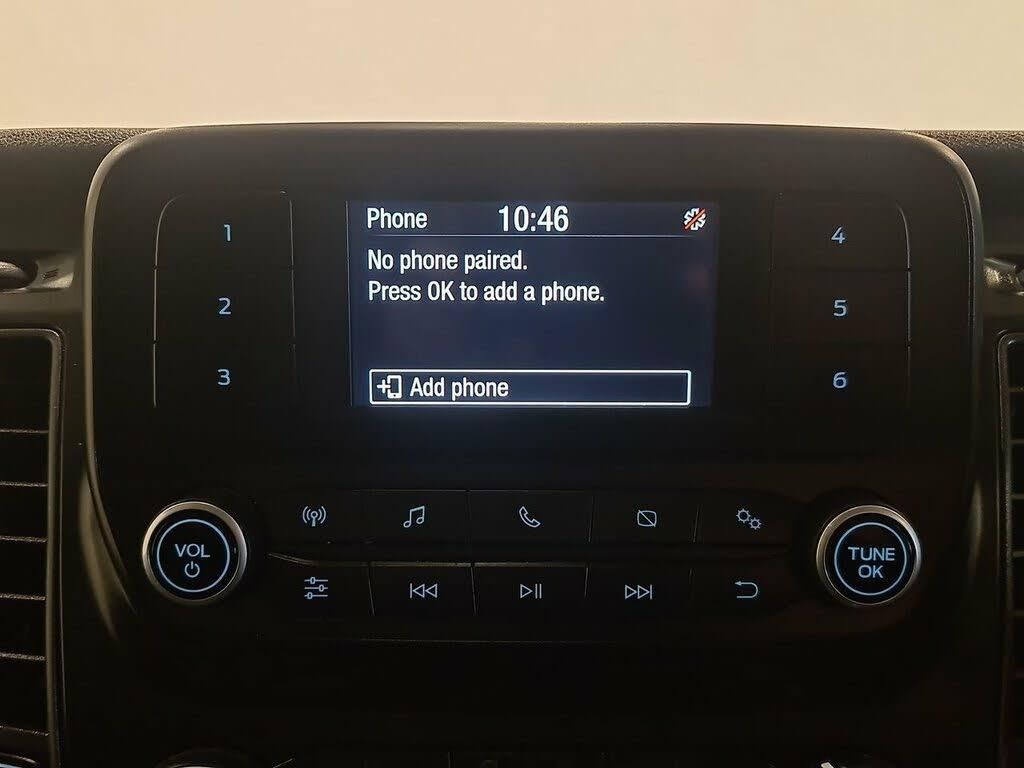 Phone 10:46
No phone paired.
Press OK to add a phone.
Add phone
1
2
3
4
5
6
VOL
TUNE
OK